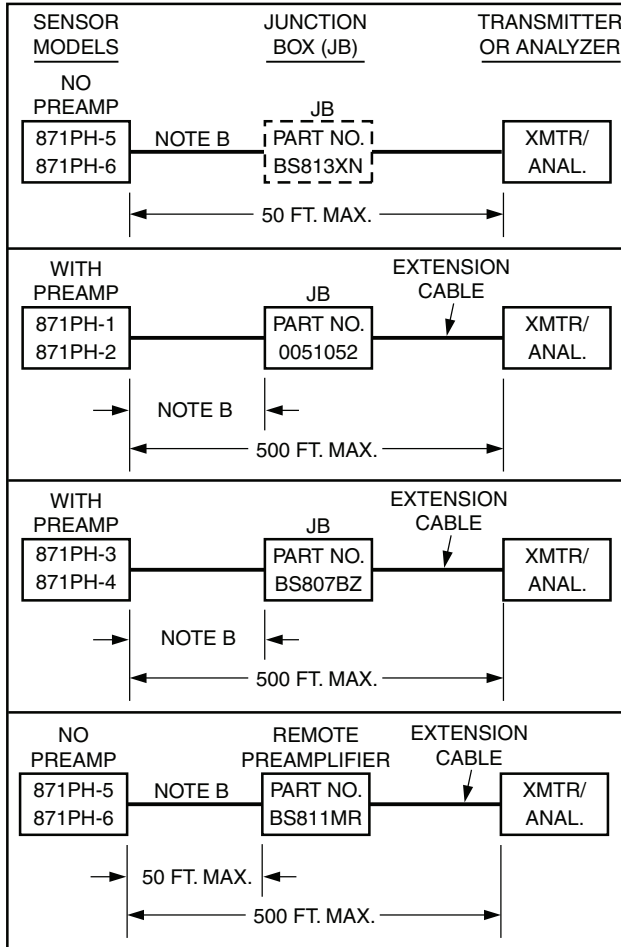 SENSOR MODELS
JUNCTION BOX (JB)
TRANSMITTER OR ANALYZER
NO PREAMP
871PH-5
871PH-6
NOTE B
JB
PART NO.
BS813XN
XMTR/
ANAL.
50 FT. MAX.
WITH PREAMP
871PH-1
871PH-2
JB
PART NO.
0051052
EXTENSION CABLE
XMTR/
ANAL.
NOTE B
500 FT. MAX.
WITH PREAMP
871PH-3
871PH-4
JB
PART NO.
BS807BZ
EXTENSION CABLE
XMTR/
ANAL.
NOTE B
500 FT. MAX.
NO PREAMP
871PH-5
871PH-6
NOTE B
REMOTE PREAMPLIFIER
PART NO.
BS811MR
EXTENSION CABLE
XMTR/
ANAL.
50 FT. MAX.
500 FT. MAX.